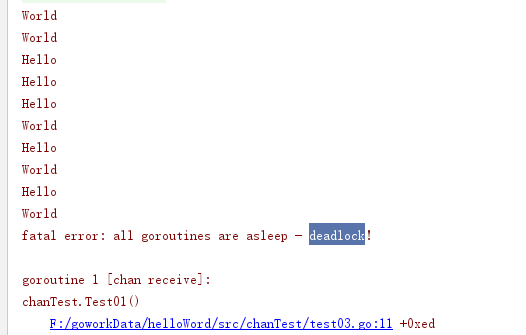 World
World
Hello
Hello
Hello
World
Hello
World
Hello
World
fatal error: all goroutines are asleep - deadlock!
goroutine 1 [chan receive]:
chanTest.Test01()
F:/goworkData/helloWord/src/chanTest/test03.go:11 +0xed